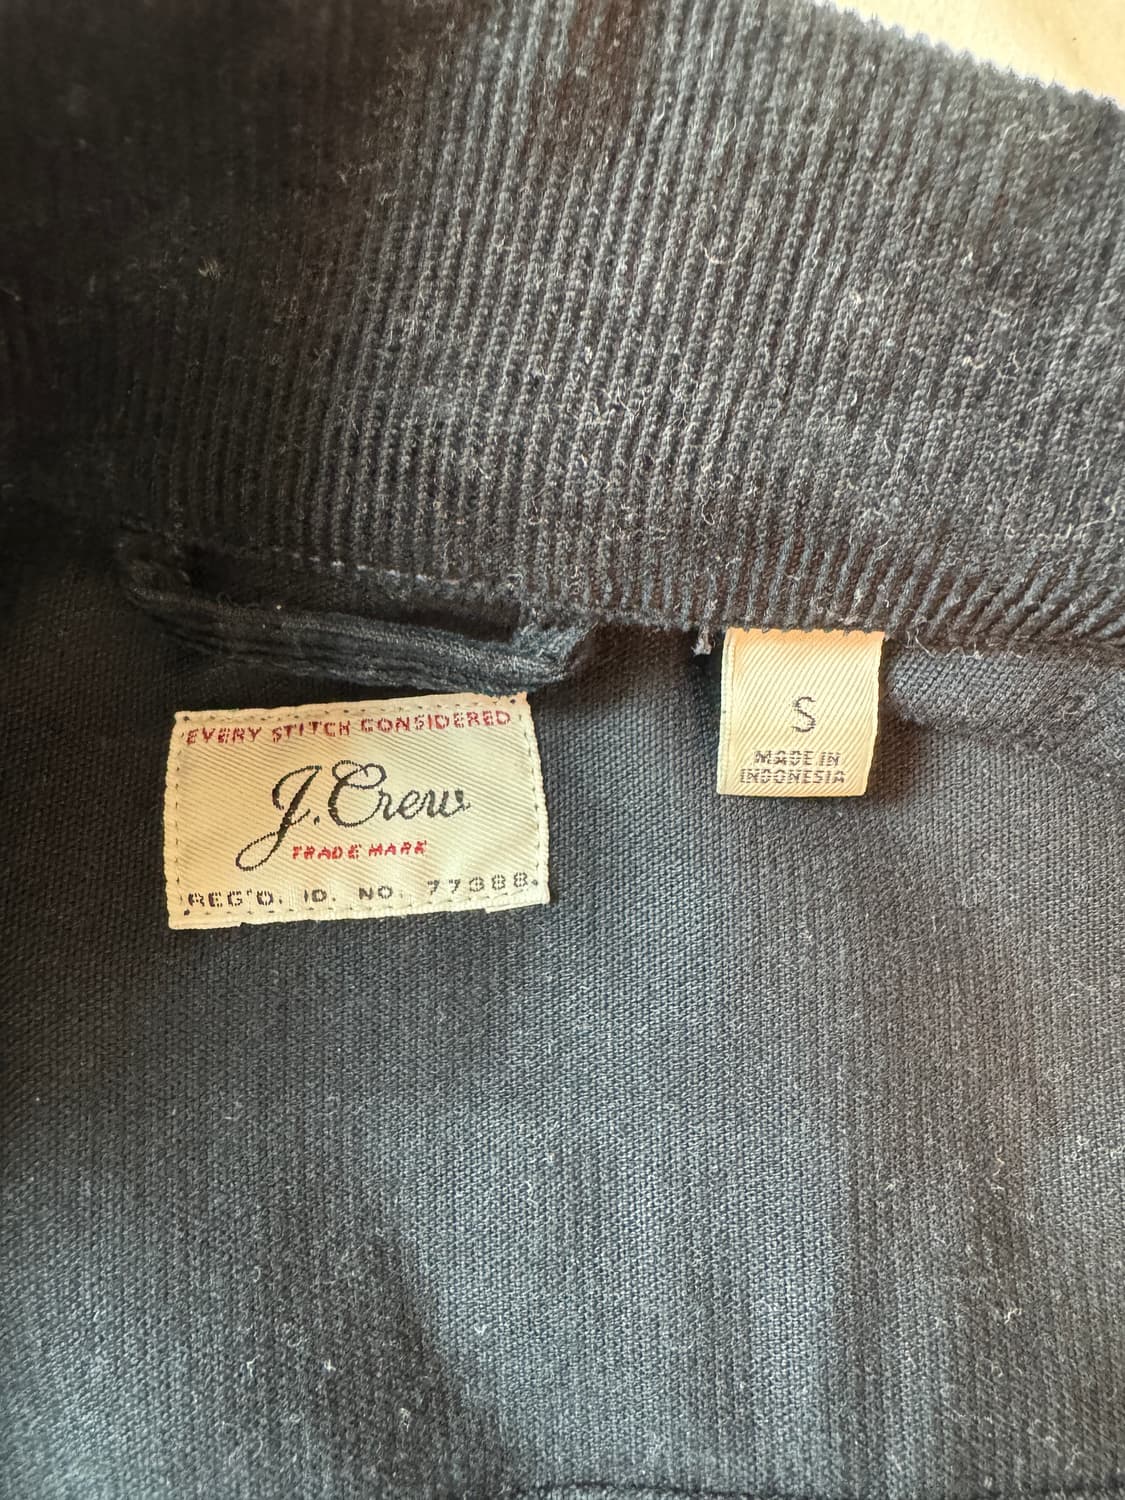 EVERY STITCH CONSIDERED
J.Crew
TRADE MARK
REG'D. ID. NO. 77388.
S
MADE IN
INDONESIA